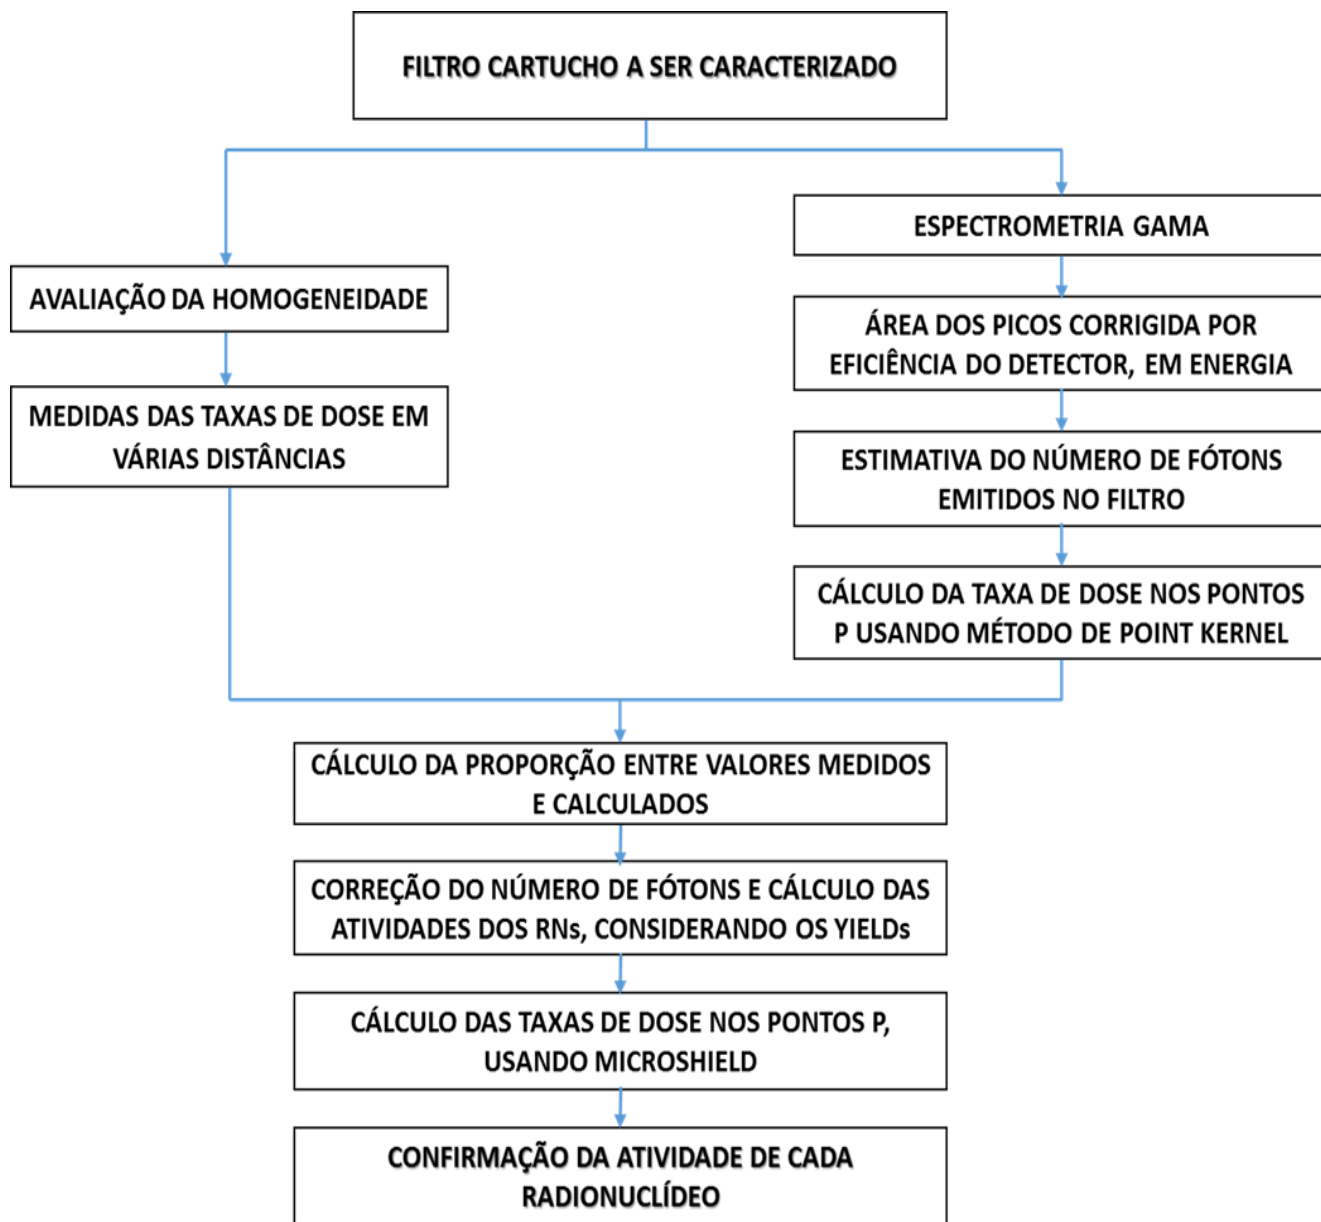 FILTRO CARTUCHO A SER CARACTERIZADO
AVALIAÇÃO DA HOMOGENEIDADE
MEDIDAS DAS TAXAS DE DOSE EM
VÁRIAS DISTÂNCIAS
ESPECTROMETRIA GAMA
ÁREA DOS PICOS CORRIGIDA POR
EFICIÊNCIA DO DETECTOR, EM ENERGIA
ESTIMATIVA DO NÚMERO DE FÓTONS
EMITIDOS NO FILTRO
CÁLCULO DA TAXA DE DOSE NOS PONTOS
P USANDO MÉTODO DE POINT KERNEL
CÁLCULO DA PROPORÇÃO ENTRE VALORES MEDIDOS
E CALCULADOS
CORREÇÃO DO NÚMERO DE FÓTONS E CÁLCULO DAS
ATIVIDADES DOS RNs, CONSIDERANDO OS YIELDs
CÁLCULO DAS TAXAS DE DOSE NOS PONTOS P,
USANDO MICROSHIELD
CONFIRMAÇÃO DA ATIVIDADE DE CADA
RADIONUCLÍDEO